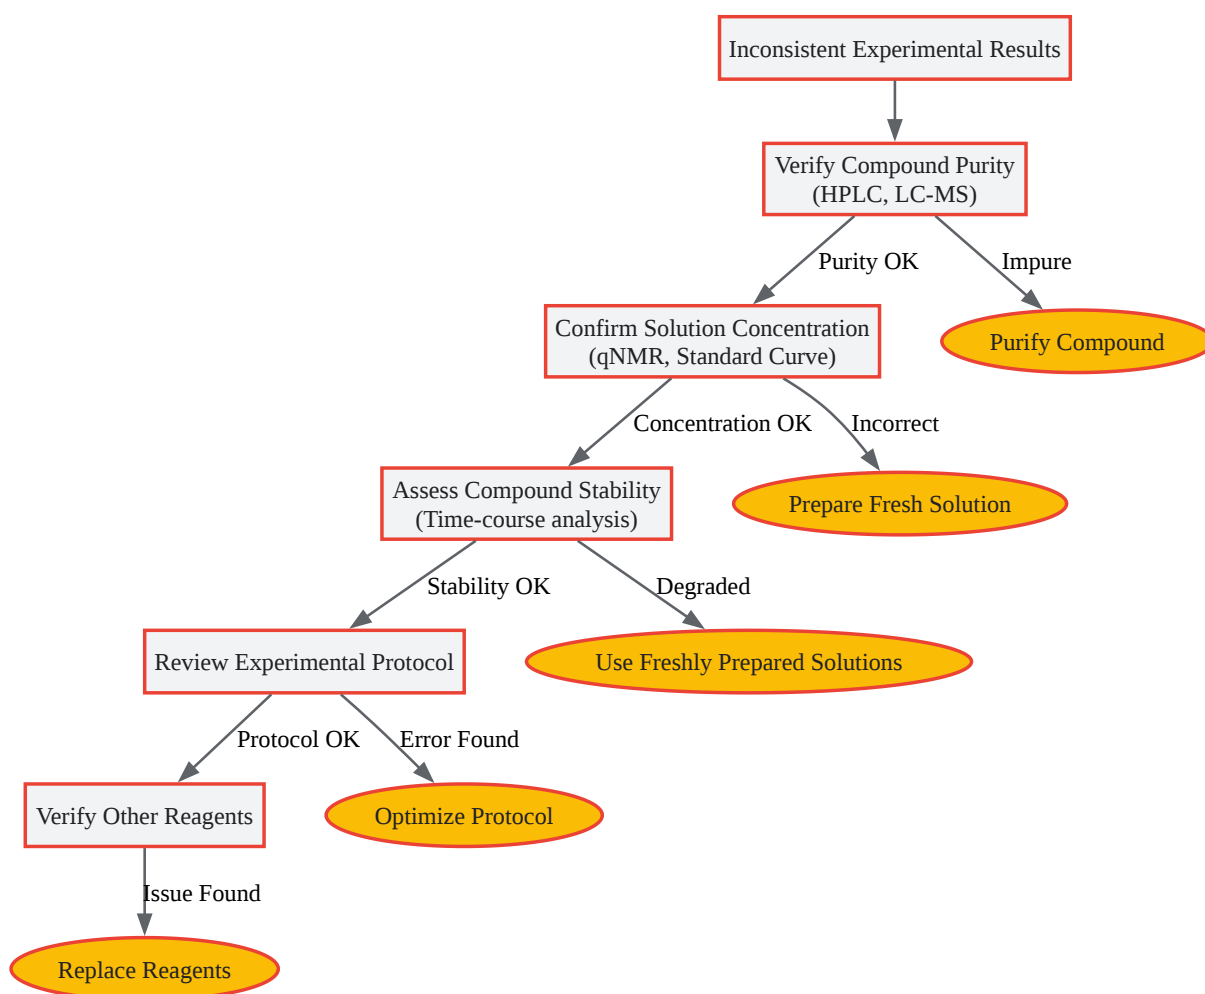 Inconsistent Experimental Results
Verify Compound Purity
(HPLC, LC-MS)
Purity OK
Impure
Confirm Solution Concentration
(qNMR, Standard Curve)
Purify Compound
Concentration OK
Incorrect
Assess Compound Stability
(Time-course analysis)
Prepare Fresh Solution
Stability OK
Degraded
Review Experimental Protocol
Use Freshly Prepared Solutions
Protocol OK
Error Found
Verify Other Reagents
Optimize Protocol
Issue Found
Replace Reagents